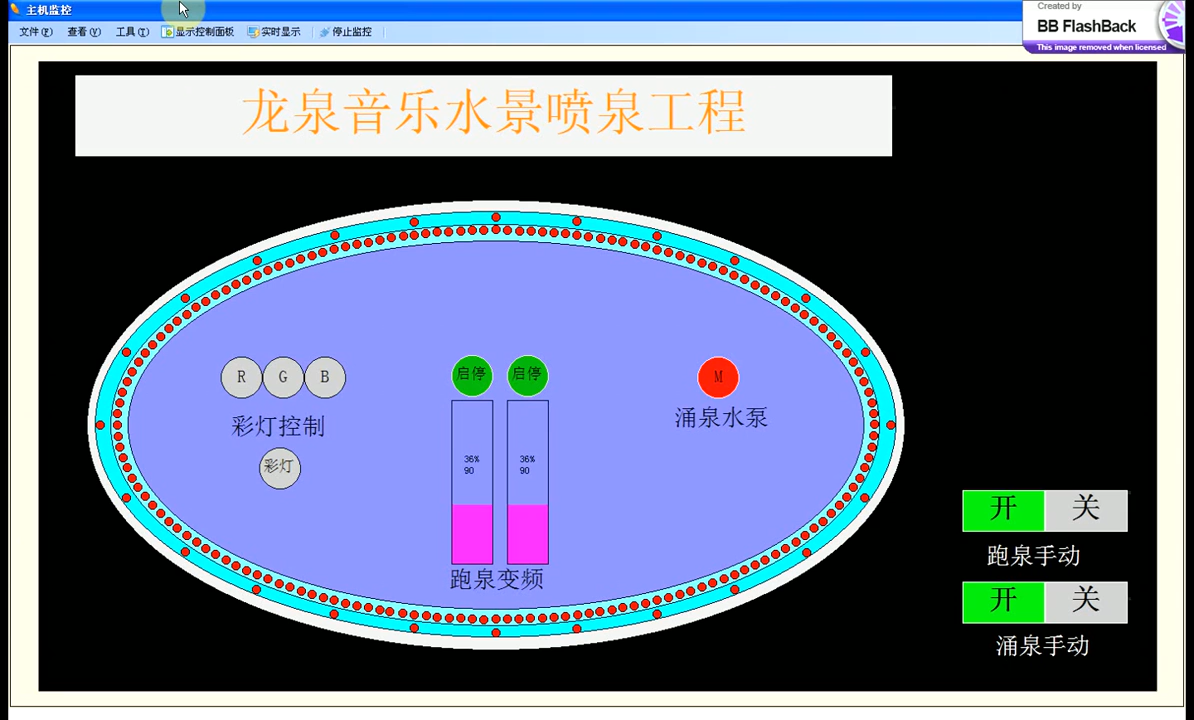 主机监控
Created by
BB FlashBack
This image removed when licensed
文件(F) 查看(V) 工具(T) 显示控制面板 实时显示 停止监控
龙泉音乐水景喷泉工程
R G B 启停 启停 M
彩灯控制 涌泉水泵
彩灯 36% 36%
90 90
开 关
跑泉手动
跑泉变频
开 关
涌泉手动